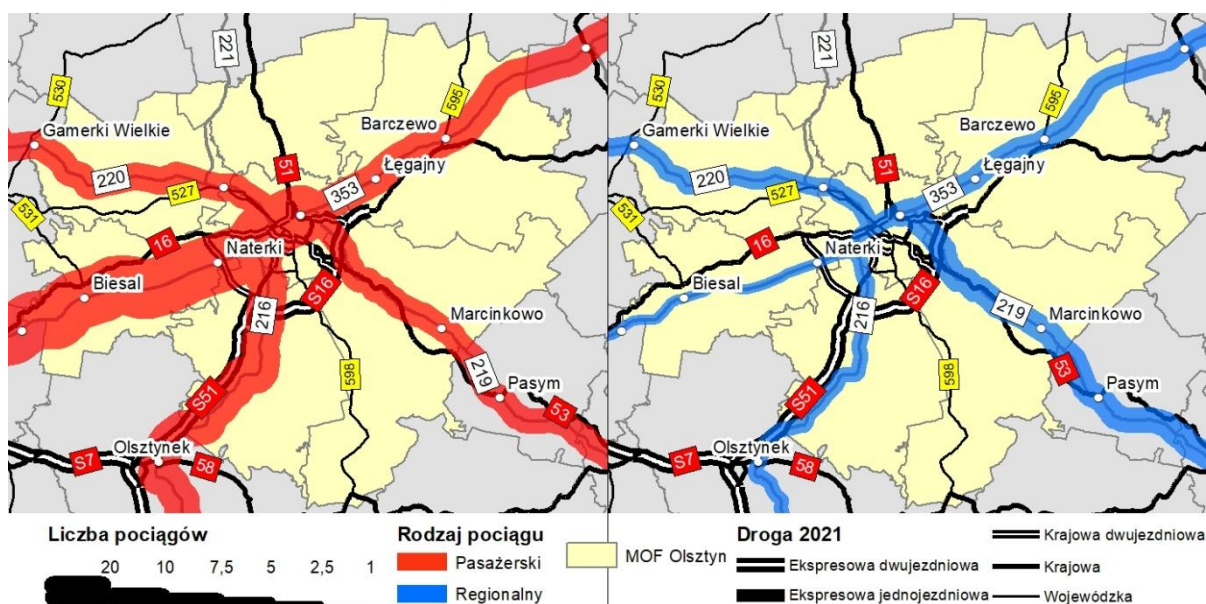 221
530
595
Gamerki Wielkie
Barczewo
51
Łęgajny
220
527
353
531
16
Naterki
Biesal
S16
216
Marcinkowo
219
598
S51
Pasym
53
Olsztynek
S7
58
221
530
595
Gamerki Wielkie
Barczewo
51
Łęgajny
220
527
353
531
16
Naterki
Biesal
S16
216
219
Marcinkowo
598
53
S51
Pasym
Olsztynek
S7
58
Liczba pociągów
20 10 7,5 5 2,5 1
Rodzaj pociągu
Pasażerski
Regionalny
MOF Olsztyn
Droga 2021
Ekspresowa dwujezdniowa
Ekspresowa jednojezdniowa
Krajowa dwujezdniowa
Krajowa
Wojewódzka